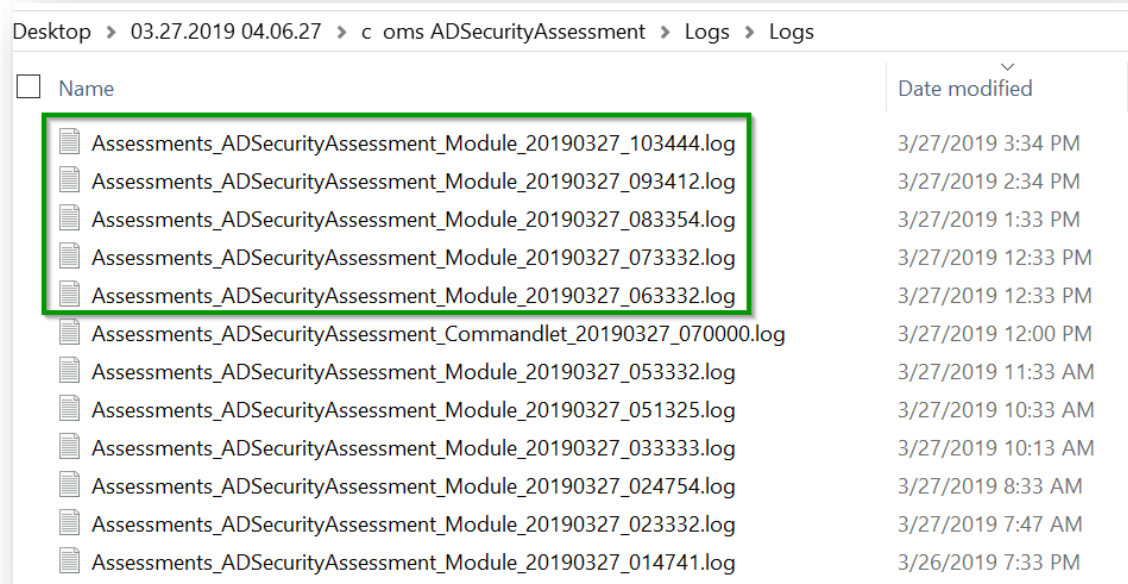 Desktop > 03.27.2019 04.06.27 > c oms ADSecurityAssessment > Logs > Logs
Name Date modified
Assessments_ADSecurityAssessment_Module_20190327_103444.log 3/27/2019 3:34 PM
Assessments_ADSecurityAssessment_Module_20190327_093412.log 3/27/2019 2:34 PM
Assessments_ADSecurityAssessment_Module_20190327_083354.log 3/27/2019 1:33 PM
Assessments_ADSecurityAssessment_Module_20190327_073332.log 3/27/2019 12:33 PM
Assessments_ADSecurityAssessment_Module_20190327_063332.log 3/27/2019 12:33 PM
Assessments_ADSecurityAssessment_Commandlet_20190327_070000.log 3/27/2019 12:00 PM
Assessments_ADSecurityAssessment_Module_20190327_053332.log 3/27/2019 11:33 AM
Assessments_ADSecurityAssessment_Module_20190327_051325.log 3/27/2019 10:33 AM
Assessments_ADSecurityAssessment_Module_20190327_033333.log 3/27/2019 10:13 AM
Assessments_ADSecurityAssessment_Module_20190327_024754.log 3/27/2019 8:33 AM
Assessments_ADSecurityAssessment_Module_20190327_023332.log 3/27/2019 7:47 AM
Assessments_ADSecurityAssessment_Module_20190327_014741.log 3/26/2019 7:33 PM